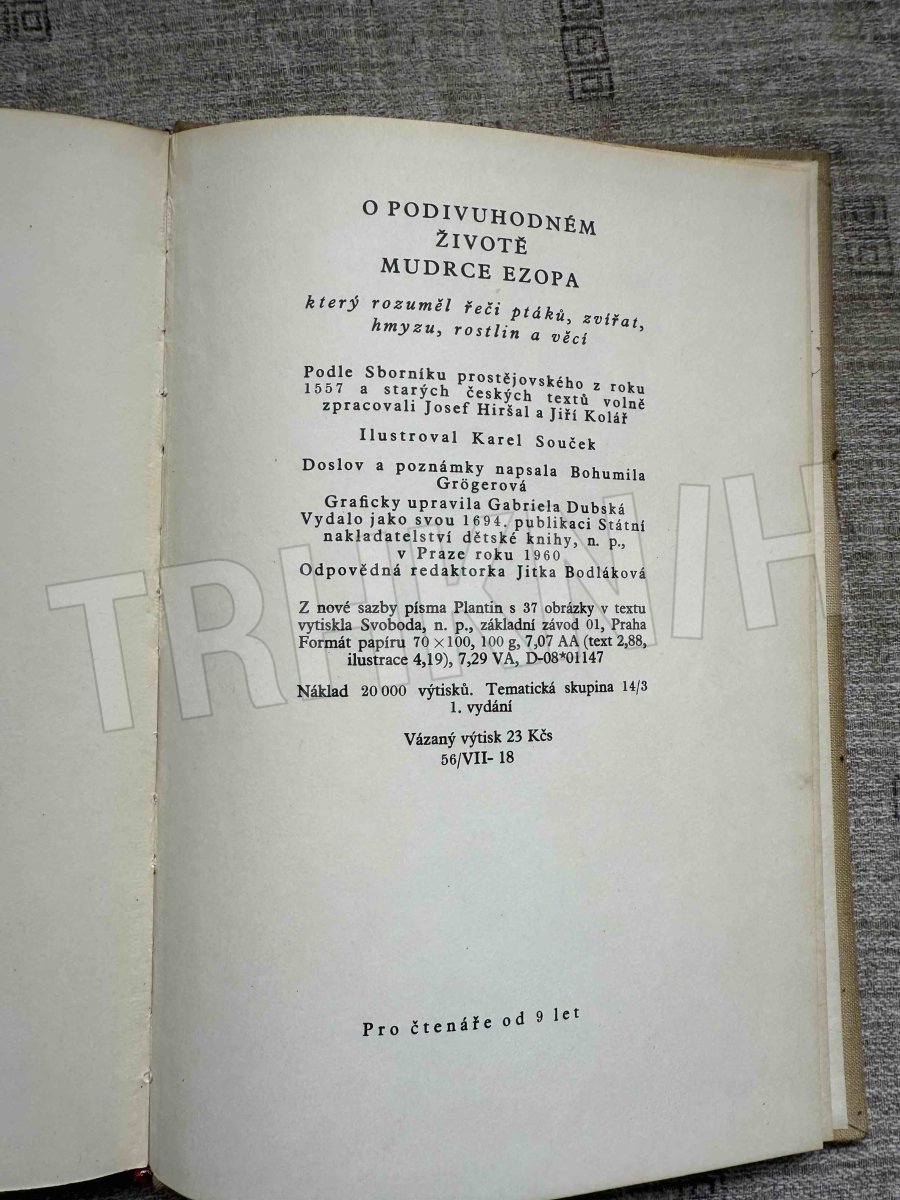 O PODIVUHODNÉM
ŽIVOTĚ
MUDRCE EZOPA
který rozuměl řeči ptáků, zvířat,
hmyzu, rostlin a věcí
Podle Sborníku prostějovského z roku
1557 a starých českých textů volně
zpracovali Josef Hiršal a Jiří Kolář
Ilustroval Karel Souček
Doslov a poznámky napsala Bohumila
Grögerová
Graficky upravila Gabriela Dubská
Vydalo jako svou 1694. publikaci Státní
nakladatelství dětské knihy, n. p.,
v Praze roku 1960
Odpovědná redaktorka Jitka Bodláková
Z nové sazby písma Plantin s 37 obrázky v textu
vytiskla Svoboda, n. p., základní závod 01, Praha
Formát papíru 70 × 100, 100 g, 7,07 AA (text 2,88,
ilustrace 4,19), 7,29 VA, D-08*01147
Náklad 20 000 výtisků. Tematická skupina 14/3
1. vydání
Vázaný výtisk 23 Kčs
56/VII- 18
Pro čtenáře od 9 let
TRHKNIH